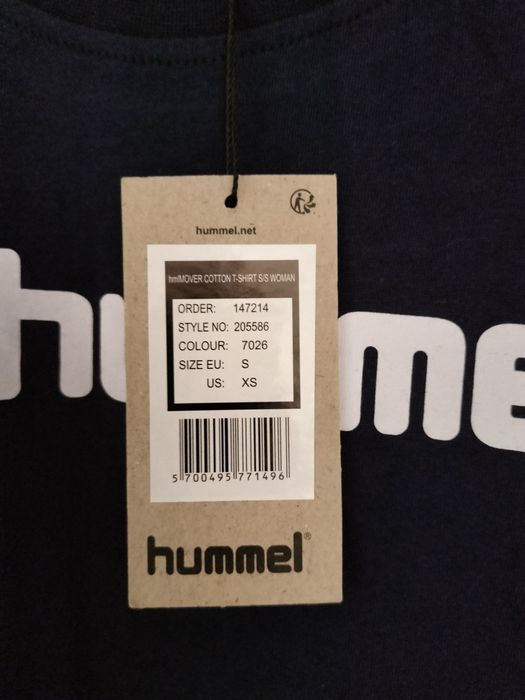 hummel.net
hmlMOVER COTTON T-SHIRT S/S WOMAN
ORDER: 147214
STYLE NO: 205586
COLOUR: 7026
SIZE EU: S
US: XS
hu me
5 700495 771496
hummel®